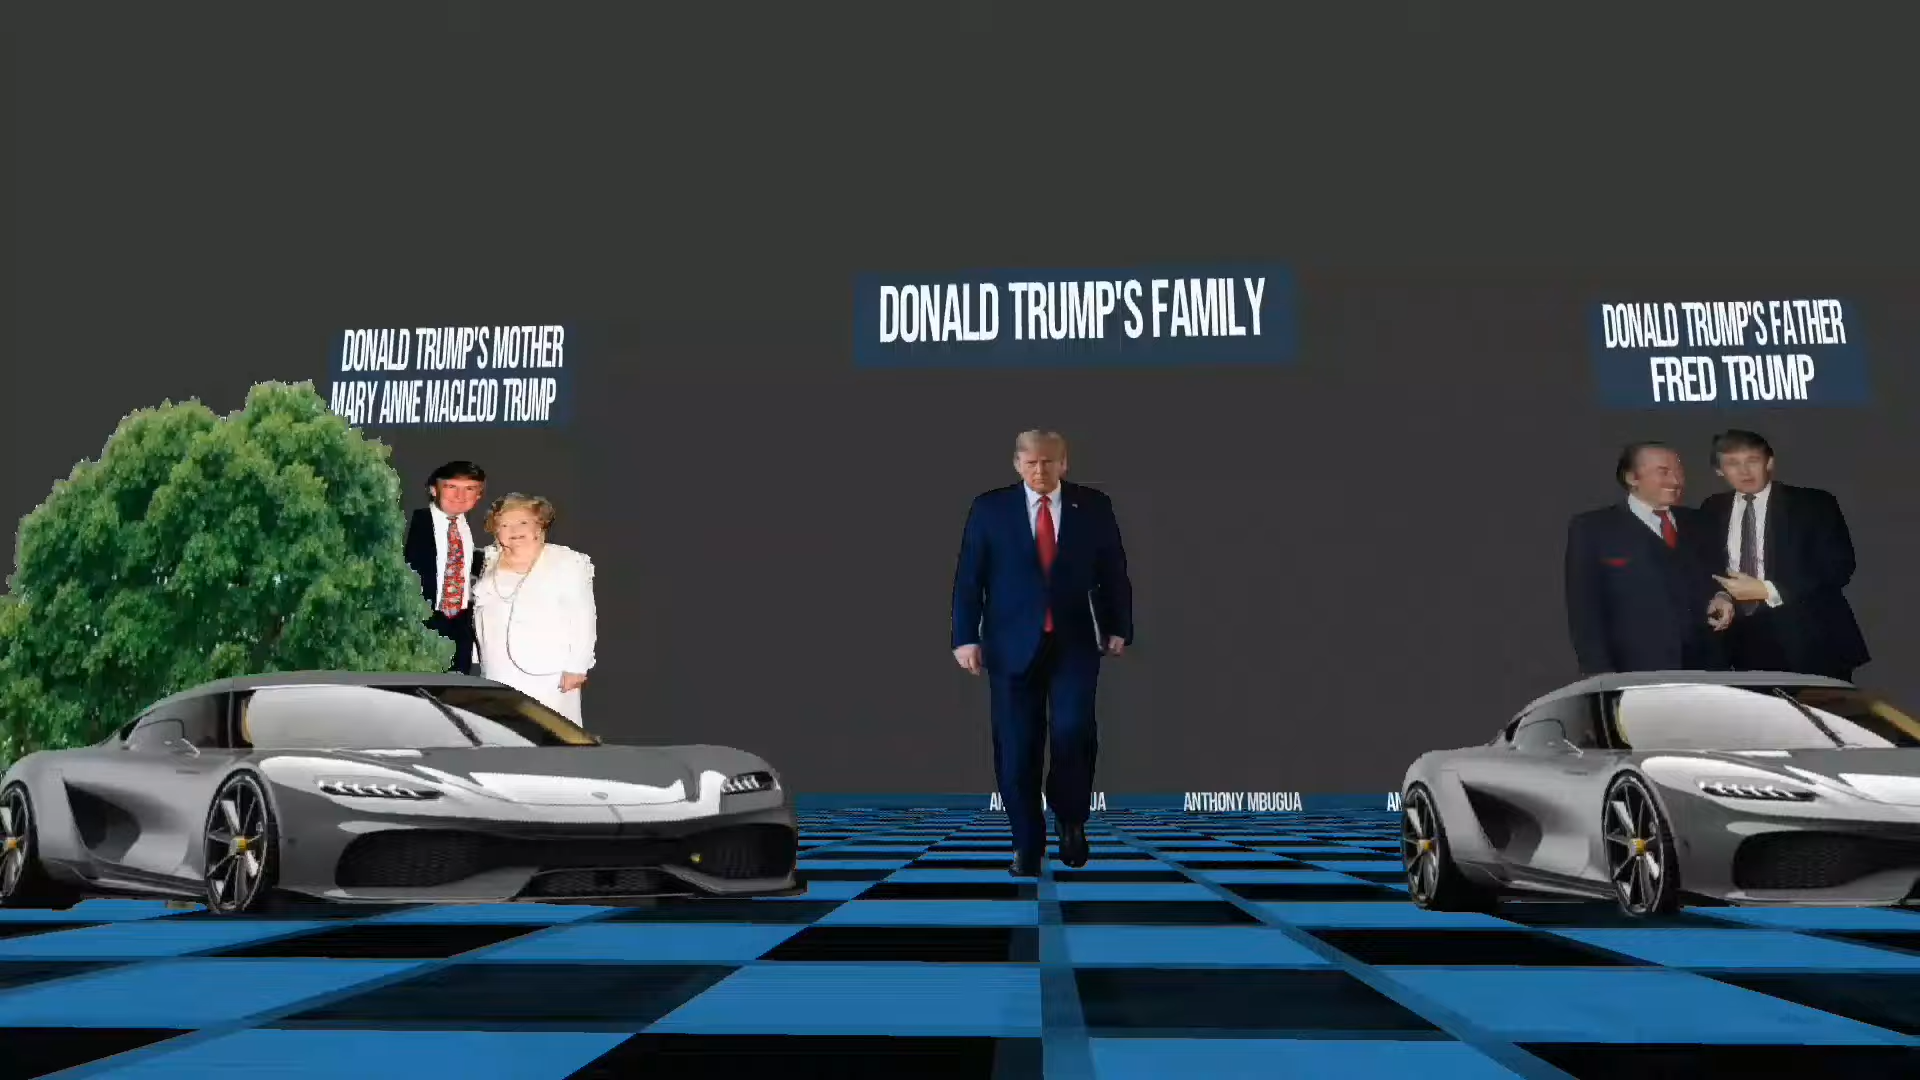 DONALD TRUMP'S FAMILY
DONALD TRUMP'S MOTHER
MARY ANNE MACLEOD TRUMP
DONALD TRUMP'S FATHER
FRED TRUMP
ANTHONY MBUGUA